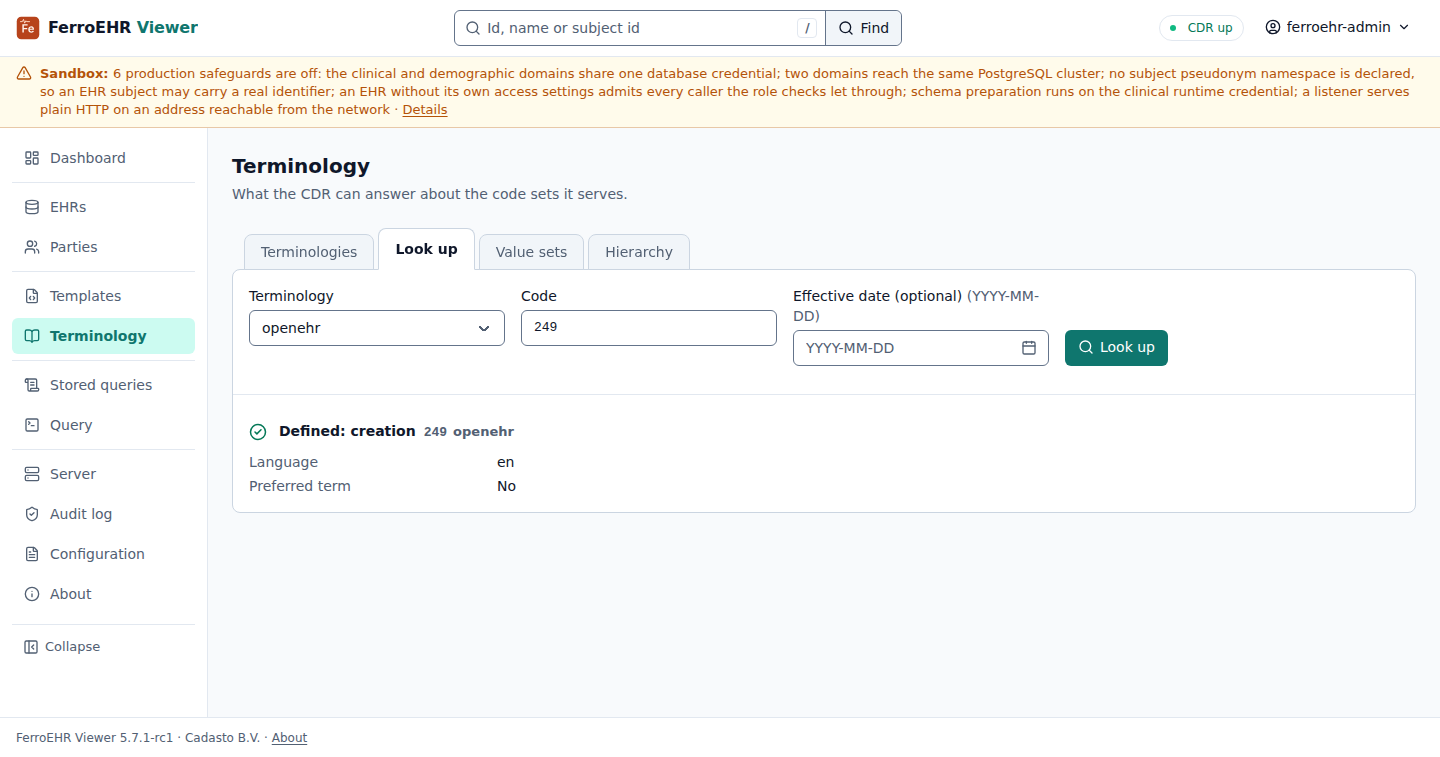 FerroEHR Viewer
Id, name or subject id
/
Find
CDR up
ferroehr-admin
Sandbox: 6 production safeguards are off: the clinical and demographic domains share one database credential; two domains reach the same PostgreSQL cluster; no subject pseudonym namespace is declared,
so an EHR subject may carry a real identifier; an EHR without its own access settings admits every caller the role checks let through; schema preparation runs on the clinical runtime credential; a listener serves
plain HTTP on an address reachable from the network · Details
Dashboard
EHRs
Parties
Templates
Terminology
Stored queries
Query
Server
Audit log
Configuration
About
Collapse
Terminology
What the CDR can answer about the code sets it serves.
Terminologies
Look up
Value sets
Hierarchy
Terminology
openehr
Code
249
Effective date (optional) (YYYY-MM-
DD)
YYYY-MM-DD
Look up
Defined: creation 249 openehr
Language en
Preferred term No
FerroEHR Viewer 5.7.1-rc1 · Cadasto B.V. · About